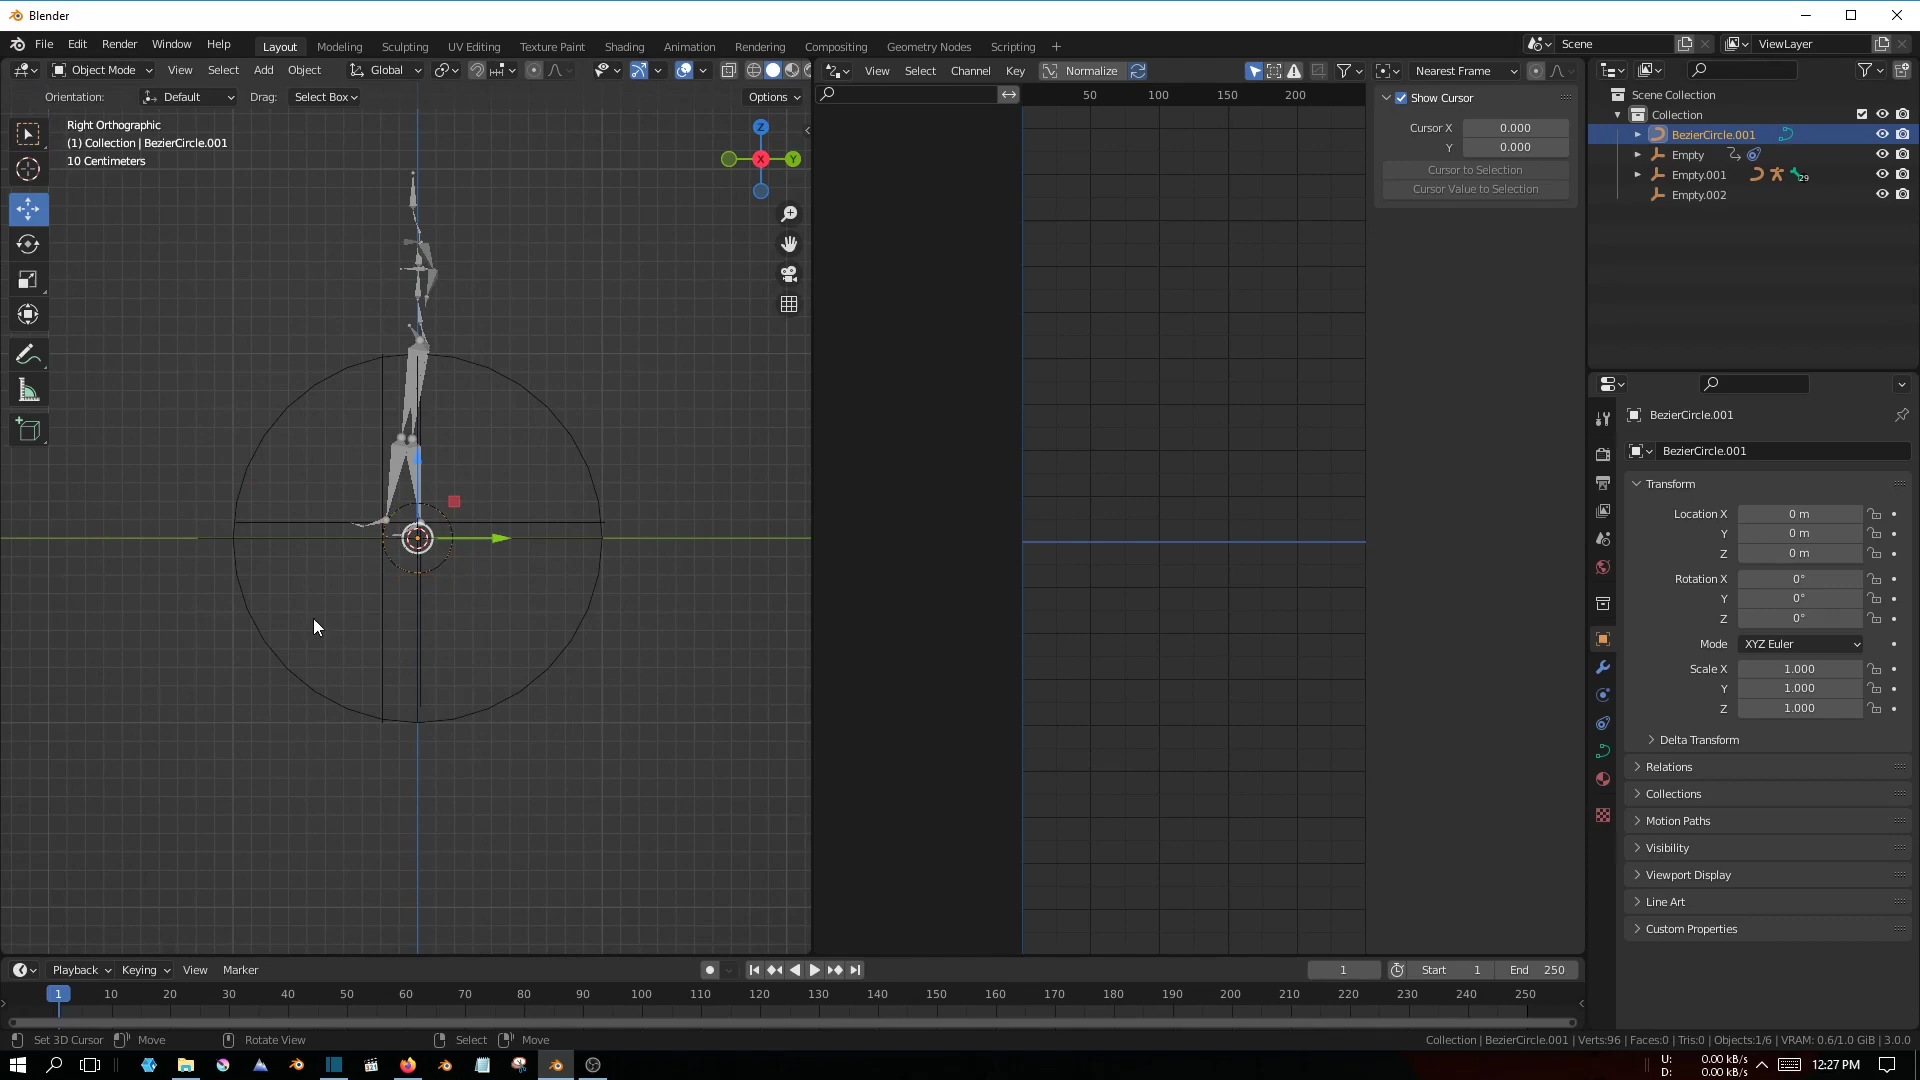 Blender
File Edit Render Window Help Layout Modeling Sculpting UV Editing Texture Paint Shading Animation Rendering Compositing Geometry Nodes Scripting + Scene ViewLayer
Object Mode View Select Add Object Global View Select Channel Key Normalize Nearest Frame
Orientation: Default Drag: Select Box Options 50 100 150 200 Show Cursor Scene Collection
Right Orthographic
(1) Collection | BezierCircle.001
10 Centimeters
Z
X
Y
Cursor X 0.000
Y 0.000
Cursor to Selection
Cursor Value to Selection
Collection
BezierCircle.001
Empty
Empty.001 29
Empty.002
BezierCircle.001
BezierCircle.001
Transform
Location X 0 m
Y 0 m
Z 0 m
Rotation X 0°
Y 0°
Z 0°
Mode XYZ Euler
Scale X 1.000
Y 1.000
Z 1.000
Delta Transform
Relations
Collections
Motion Paths
Visibility
Viewport Display
Line Art
Custom Properties
Playback Keying View Marker 1 Start 1 End 250
1 10 20 30 40 50 60 70 80 90 100 110 120 130 140 150 160 170 180 190 200 210 220 230 240 250
Set 3D Cursor Move Rotate View Select Move Collection | BezierCircle.001 | Verts:96 | Faces:0 | Tris:0 | Objects:1/6 | VRAM: 0.6/1.0 GiB | 3.0.0
U: 0.00 kB/s
D: 0.00 kB/s
12:27 PM